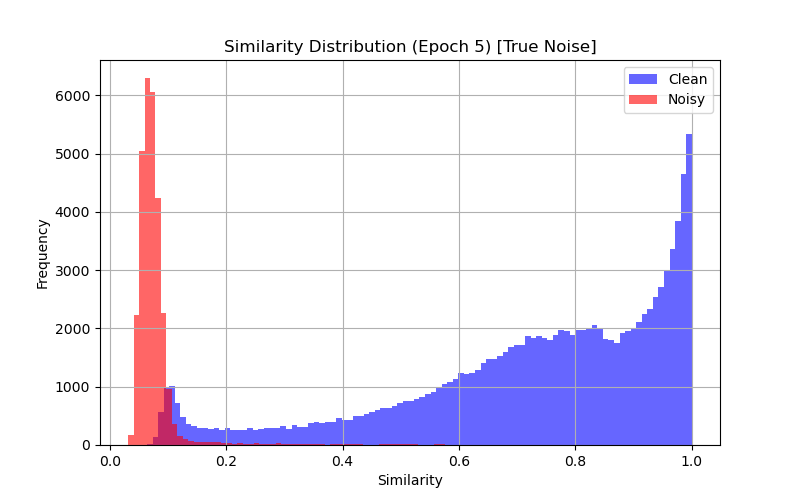 Similarity Distribution (Epoch 5) [True Noise]
Clean
Noisy
Frequency
6000
5000
4000
3000
2000
1000
0
0.0 0.2 0.4 0.6 0.8 1.0
Similarity